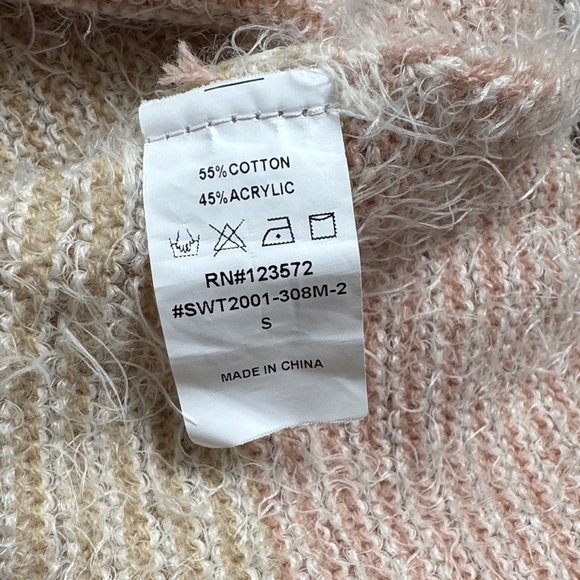 55%COTTON
45%ACRYLIC
RN#123572
#SWT2001-308M-2
S
MADE IN CHINA